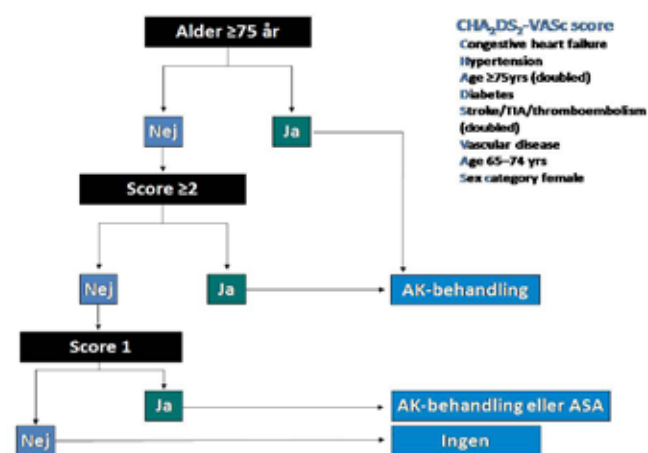 Alder ≥75 år
CHA₂DS₂-VASc score
Congestive heart failure
Hypertension
Age ≥75yrs (doubled)
Diabetes
Stroke/TIA/thromboembolism
(doubled)
Vascular disease
Age 65–74 yrs
Sex category female
Nej
Ja
Score ≥2
Nej
Ja
AK-behandling
Score 1
Ja
AK-behandling eller ASA
Nej
Ingen